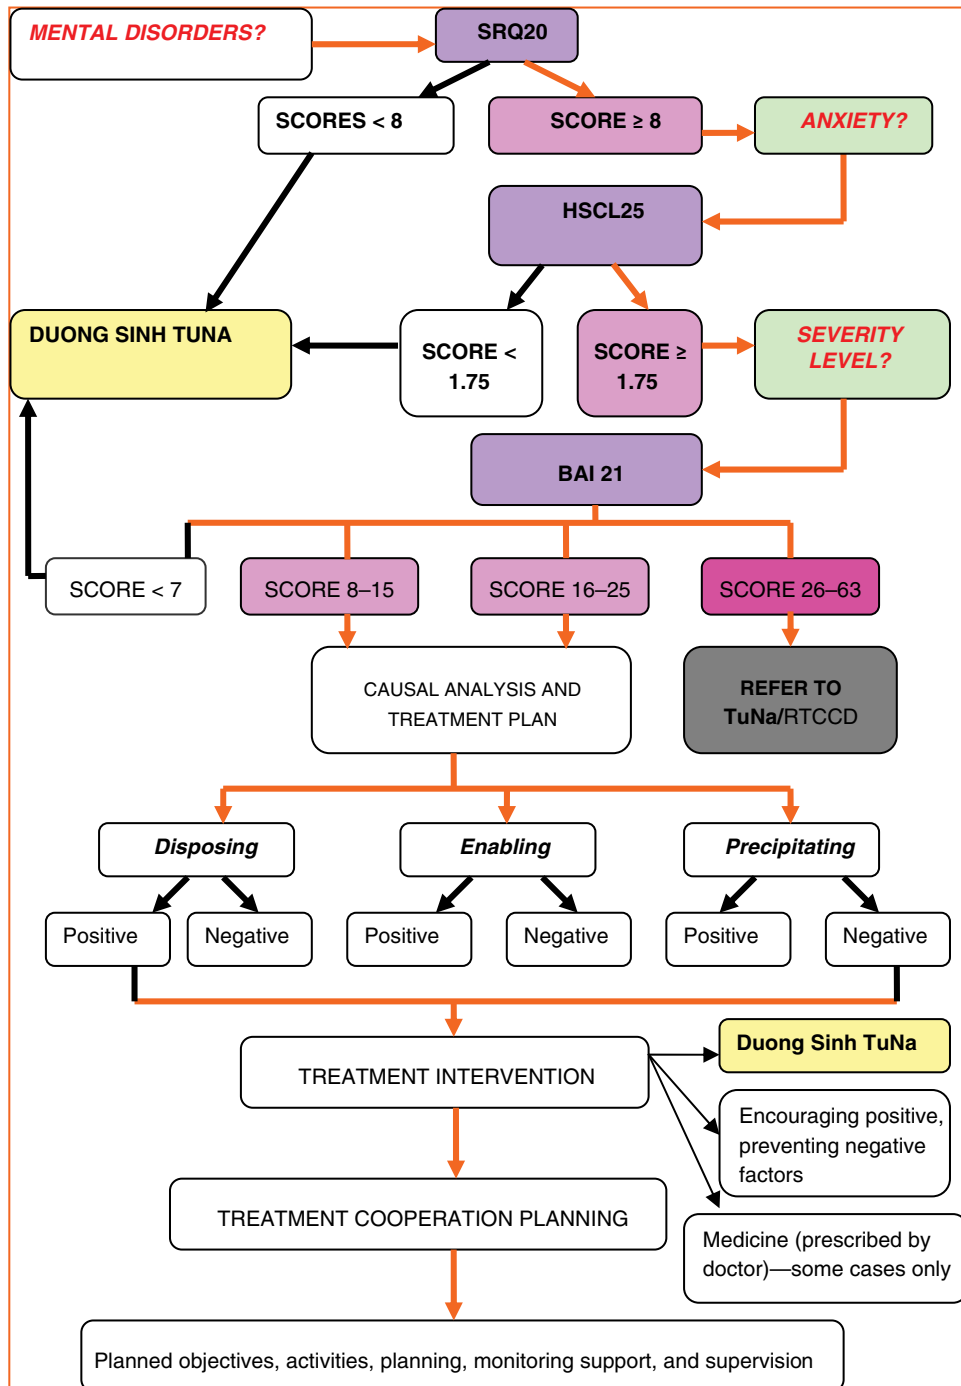 MENTAL DISORDERS?
SRQ20
SCORES < 8
SCORE ≥ 8
ANXIETY?
HSCL25
DUONG SINH TUNA
SCORE <
1.75
SCORE ≥
1.75
SEVERITY
LEVEL?
BAI 21
SCORE < 7
SCORE 8–15
SCORE 16–25
SCORE 26–63
CAUSAL ANALYSIS AND
TREATMENT PLAN
REFER TO
TuNa/RTCCD
Disposing
Enabling
Precipitating
Positive
Negative
Positive
Negative
Positive
Negative
TREATMENT INTERVENTION
Duong Sinh TuNa
Encouraging positive,
preventing negative
factors
TREATMENT COOPERATION PLANNING
Medicine (prescribed by
doctor)—some cases only
Planned objectives, activities, planning, monitoring support, and supervision